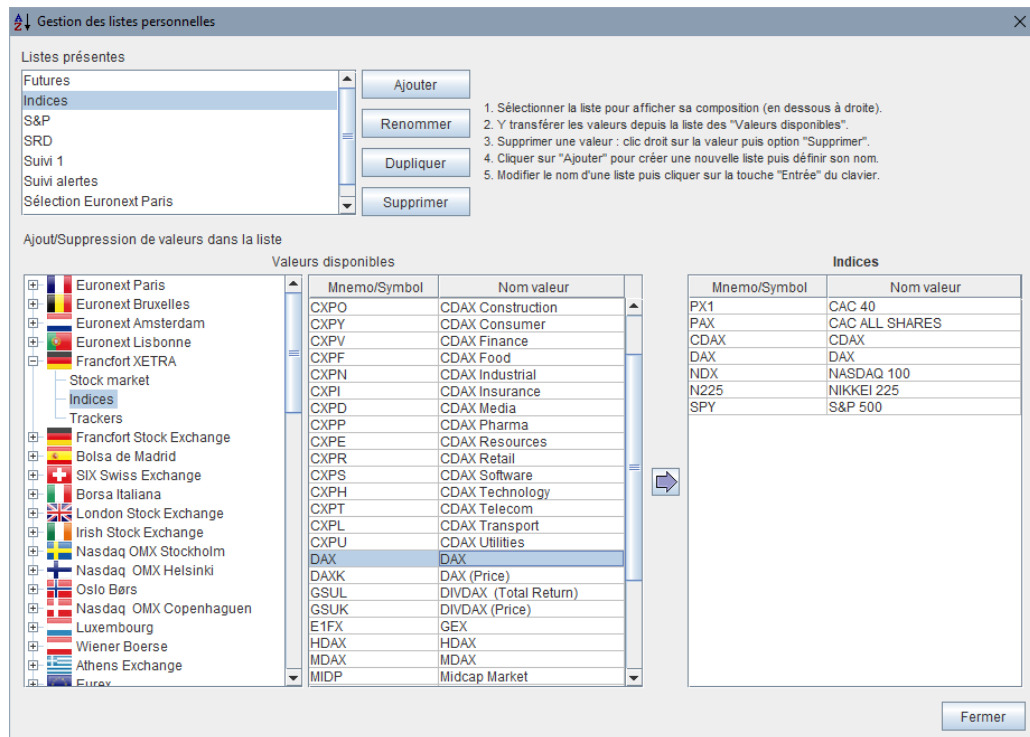 Gestion des listes personnelles
Listes présentes
Futures
Indices
S&P
SRD
Suivi 1
Suivi alertes
Sélection Euronext Paris
Ajouter
Renommer
Dupliquer
Supprimer
1. Sélectionner la liste pour afficher sa composition (en dessous à droite).
2. Y transférer les valeurs depuis la liste des "Valeurs disponibles".
3. Supprimer une valeur : clic droit sur la valeur puis option "Supprimer".
4. Cliquer sur "Ajouter" pour créer une nouvelle liste puis définir son nom.
5. Modifier le nom d'une liste puis cliquer sur la touche "Entrée" du clavier.
Ajout/Suppression de valeurs dans la liste
Valeurs disponibles
Euronext Paris
Euronext Bruxelles
Euronext Amsterdam
Euronext Lisbonne
Francfort XETRA
Stock market
Indices
Trackers
Francfort Stock Exchange
Bolsa de Madrid
SIX Swiss Exchange
Borsa Italiana
London Stock Exchange
Irish Stock Exchange
Nasdaq OMX Stockholm
Nasdaq OMX Helsinki
Oslo Børs
Nasdaq OMX Copenhaguen
Luxembourg
Wiener Boerse
Athens Exchange
Eurex
Mnemo/Symbol Nom valeur
CXPO CDAX Construction
CXPY CDAX Consumer
CXPV CDAX Finance
CXPF CDAX Food
CXPN CDAX Industrial
CXPI CDAX Insurance
CXPD CDAX Media
CXPP CDAX Pharma
CXPE CDAX Resources
CXPR CDAX Retail
CXPS CDAX Software
CXPH CDAX Technology
CXPT CDAX Telecom
CXPL CDAX Transport
CXPU CDAX Utilities
DAX DAX
DAXK DAX (Price)
GSUL DIVDAX (Total Return)
GSUK DIVDAX (Price)
E1FX GEX
HDAX HDAX
MDAX MDAX
MIDP Midcap Market
Indices
Mnemo/Symbol Nom valeur
PX1 CAC 40
PAX CAC ALL SHARES
CDAX CDAX
DAX DAX
NDX NASDAQ 100
N225 NIKKEI 225
SPY S&P 500
Fermer